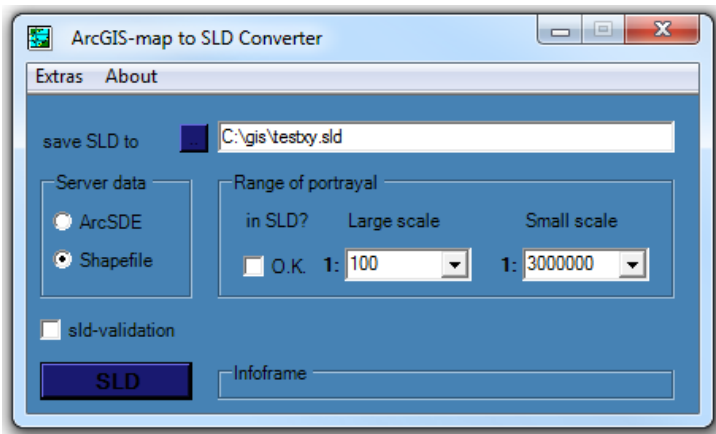 ArcGIS-map to SLD Converter
Extras About
save SLD to .. C:\gis\testxy.sld
Server data
ArcSDE
Shapefile
Range of portrayal
in SLD? Large scale Small scale
O.K. 1: 100 1: 3000000
sld-validation
SLD
Infoframe